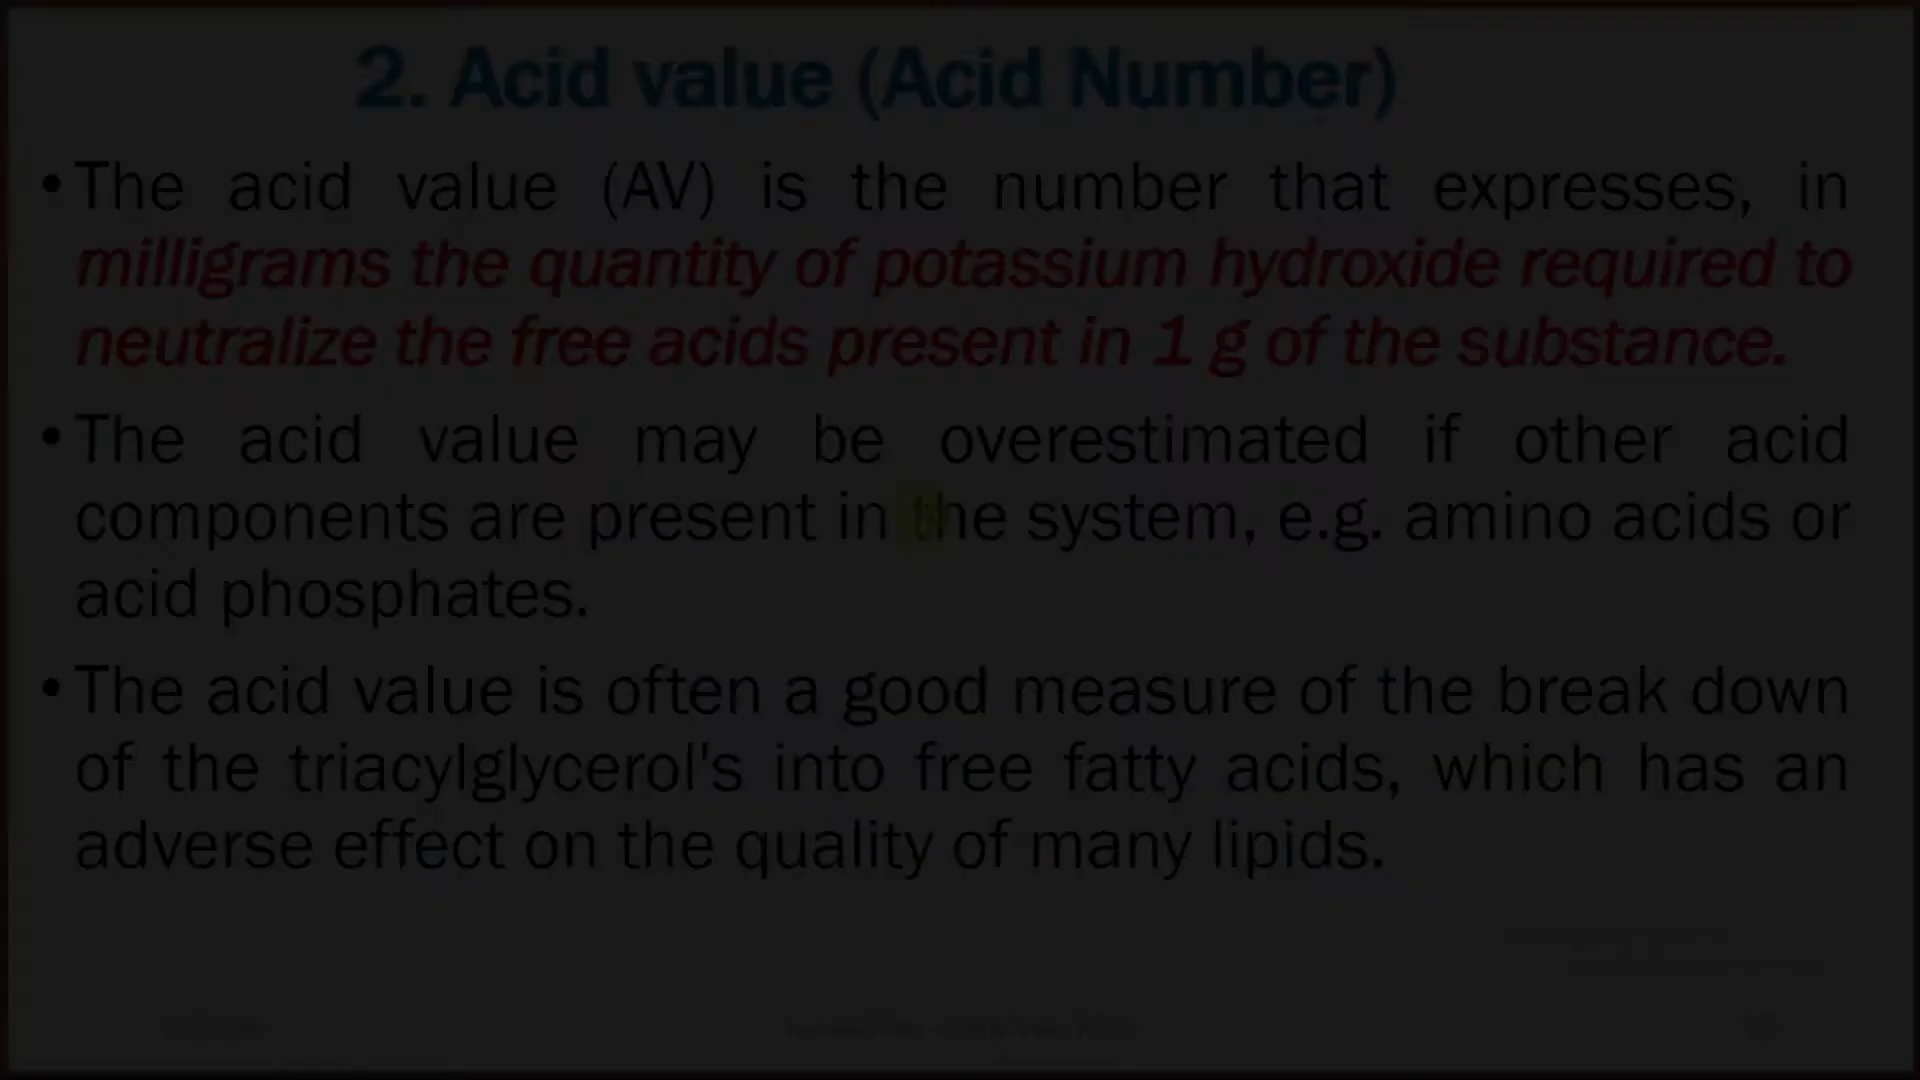 2. Acid value (Acid Number)
• The acid value (AV) is the number that expresses, in
milligrams the quantity of potassium hydroxide required to
neutralize the free acids present in 1 g of the substance.
• The acid value may be overestimated if other acid
components are present in the system, e.g. amino acids or
acid phosphates.
• The acid value is often a good measure of the break down
of the triacylglycerol's into free fatty acids, which has an
adverse effect on the quality of many lipids.